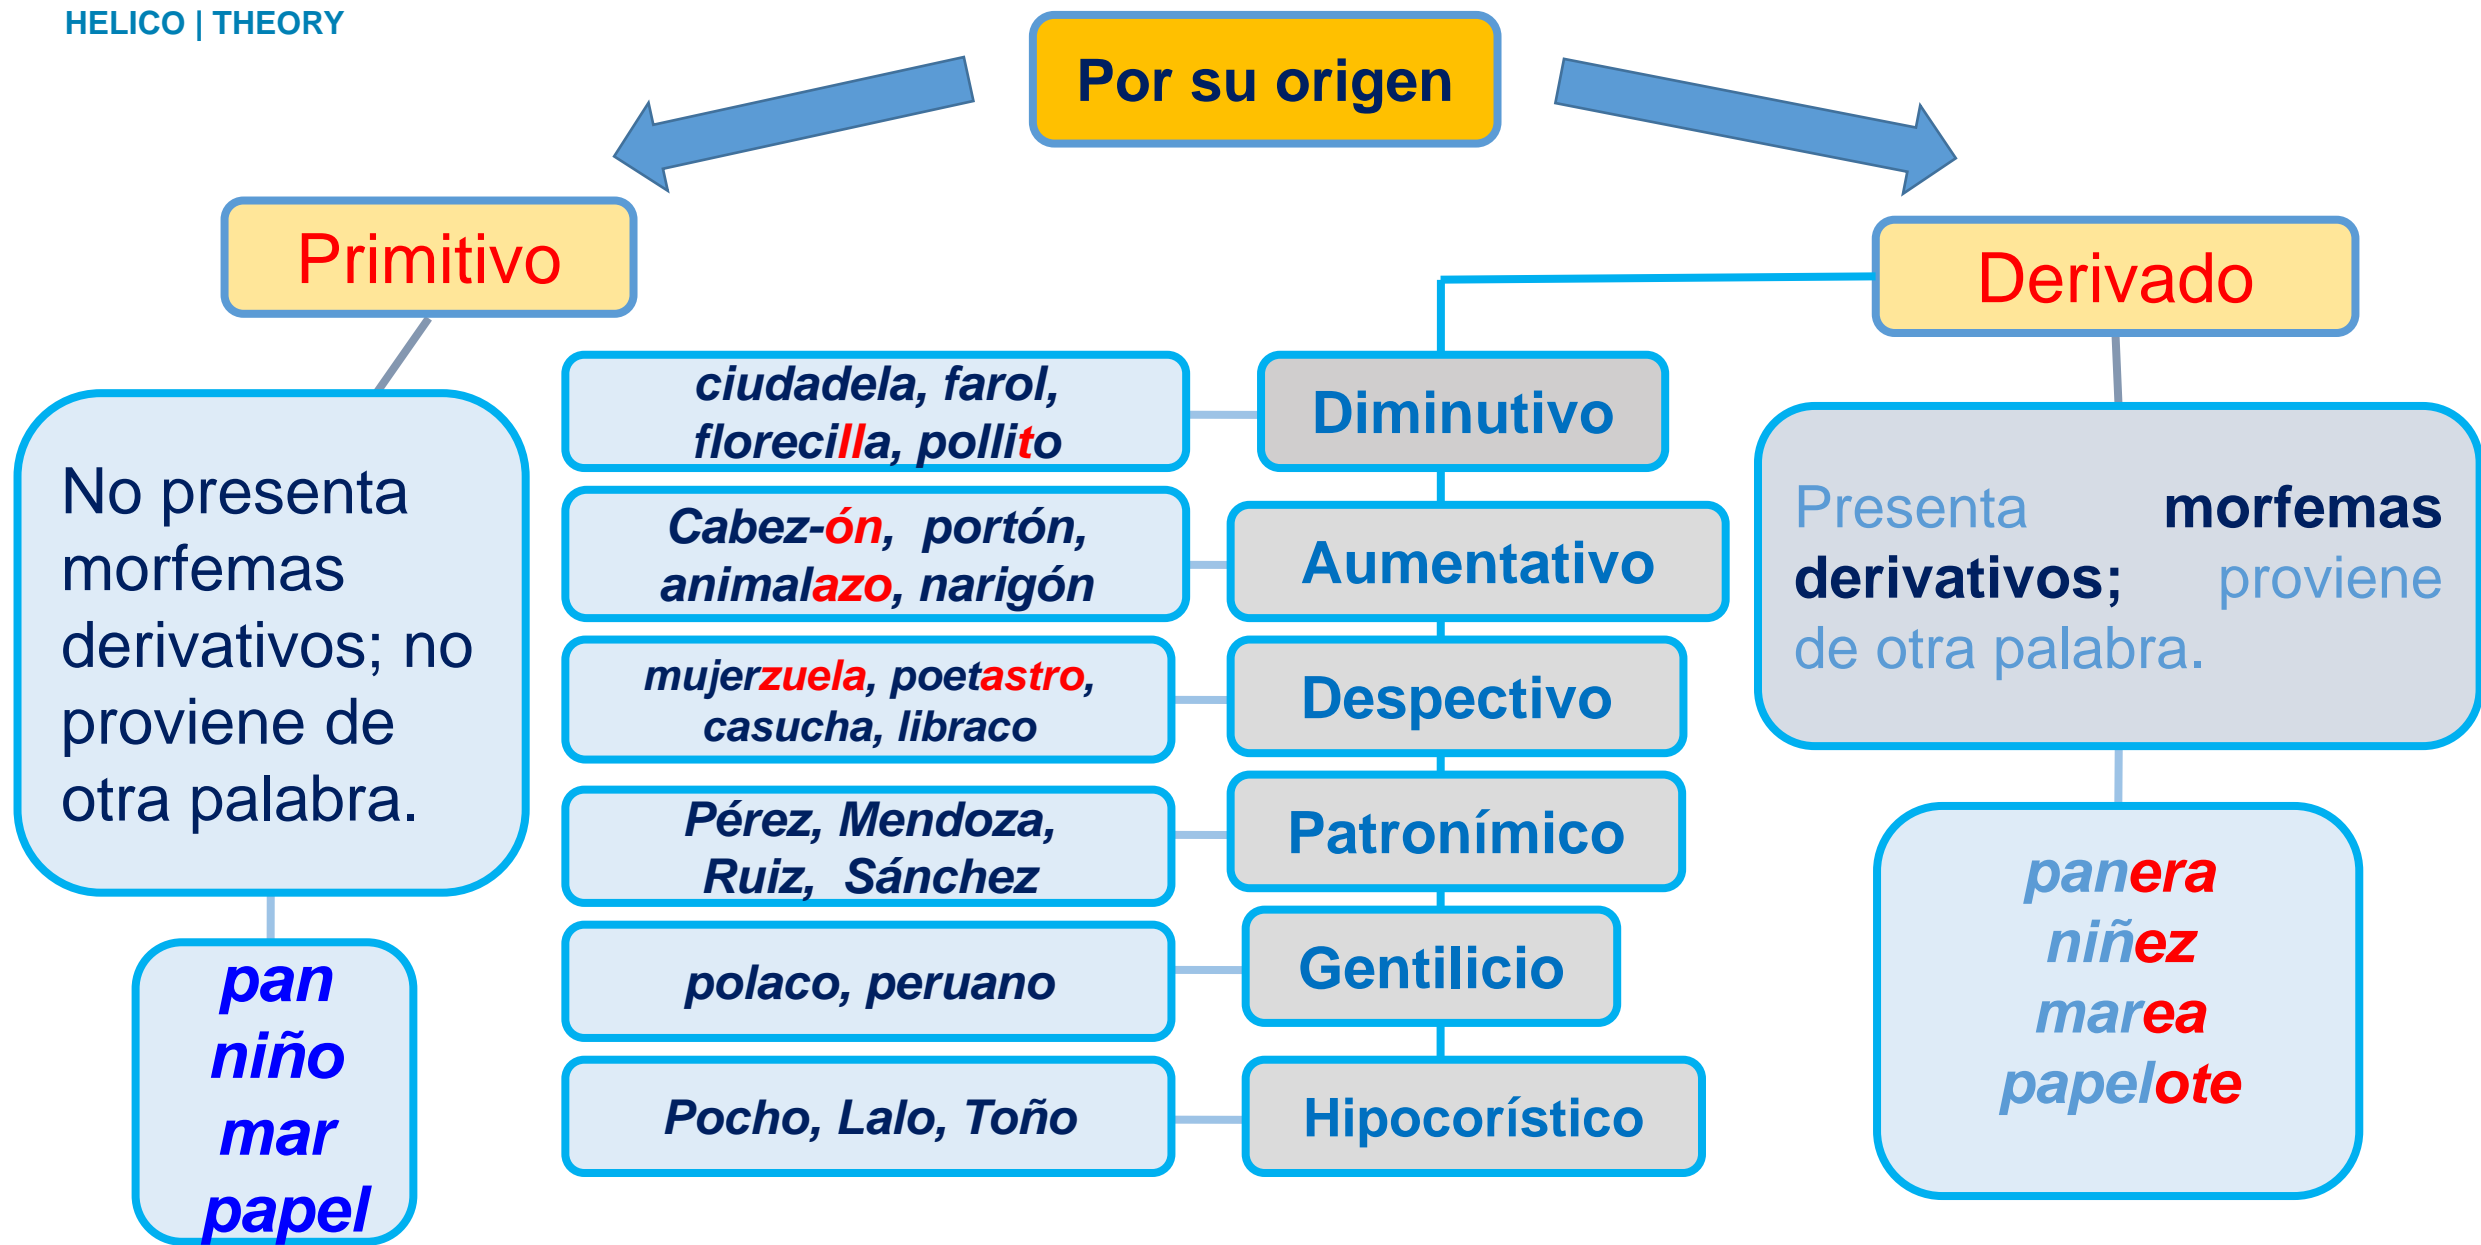 HELICO | THEORY
Por su origen
Primitivo
No presenta
morfemas
derivativos; no
proviene de
otra palabra.
pan
niño
mar
papel
Derivado
Presenta morfemas
derivativos; proviene
de otra palabra.
panera
niñez
marea
papelote
Diminutivo
ciudadela, farol,
florecilla, pollito
Aumentativo
Cabez-ón, portón,
animalazo, narigón
Despectivo
mujerzuela, poetastro,
casucha, libraco
Patronímico
Pérez, Mendoza,
Ruiz, Sánchez
Gentilicio
polaco, peruano
Hipocorístico
Pocho, Lalo, Toño